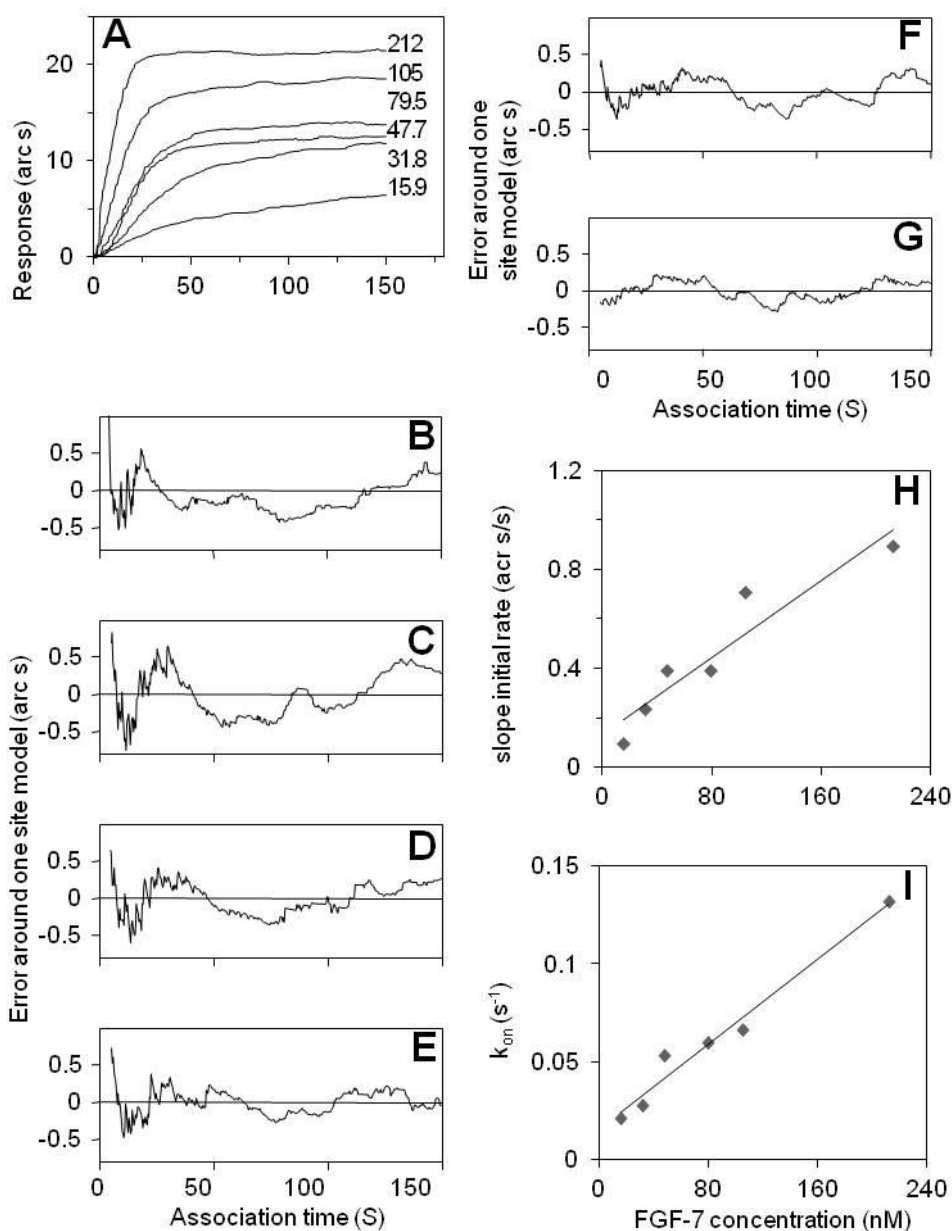 A
Response (arc s)
20
10
0
212
105
79.5
47.7
31.8
15.9
0 50 100 150
Association time (S)
Error around one site model (arc s)
B
0.5
0
-0.5
C
0.5
0
-0.5
D
0.5
0
-0.5
E
0.5
0
-0.5
0 50 100 150
Association time (S)
Error around one
site model (arc s)
F
0.5
0
-0.5
G
0.5
0
-0.5
0 50 100 150
Association time (S)
H
slope initial rate (acr s/s)
1.2
0.8
0.4
0
0 80 160 240
I
kon (s-1)
0.15
0.1
0.05
0
0 80 160 240
FGF-7 concentration (nM)